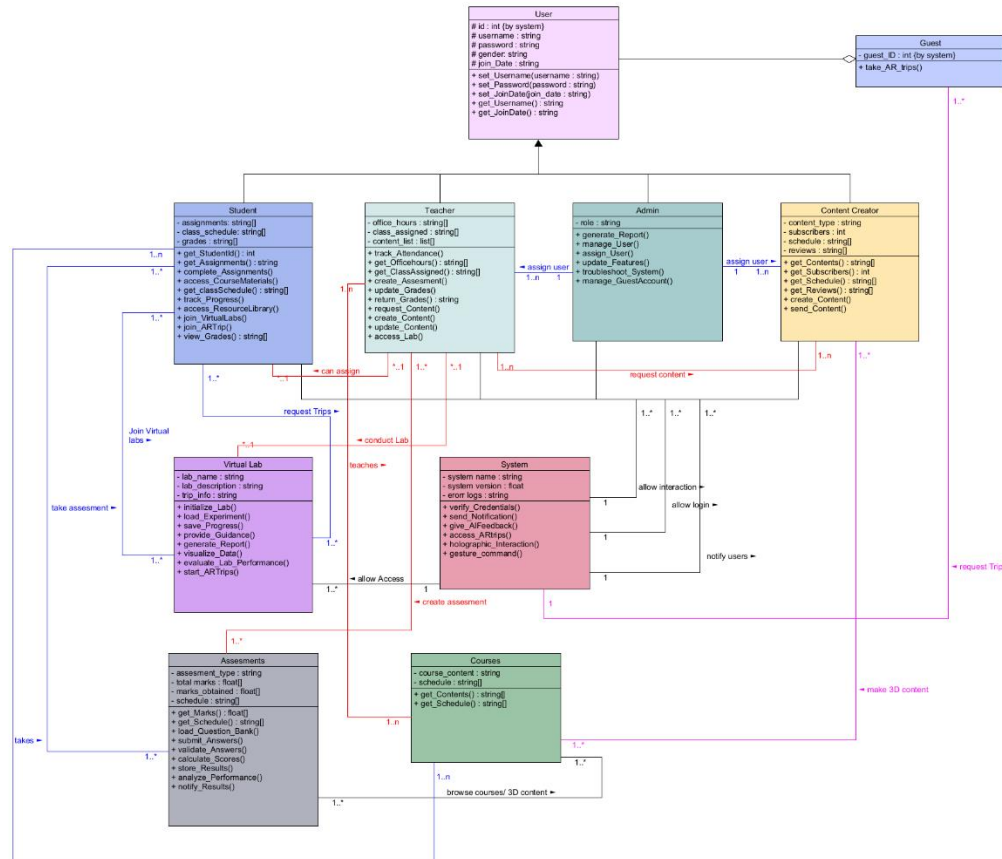 User
# id : int {by system}
# username : string
# password : string
# gender: string
# join_Date : string
+ set_Username(username : string)
+ set_Password(password : string)
+ set_JoinDate(join_date : string)
+ get_Username() : string
+ get_JoinDate() : string
Guest
- guest_ID : int {by system}
+ take_AR_trips()
1..*
Student
- assignments: string[]
- class_schedule: string[]
- grades : string[]
+ get_StudentId() : int
+ get_Assignments() : string
+ complete_Assignments()
+ access_CourseMaterials()
+ get_classSchedule() : string[]
+ track_Progress()
+ access_ResourceLibrary()
+ join_VirtualLabs()
+ join_ARTrip()
+ view_Grades() : string[]
1..n
1..*
1..*
1..*
Teacher
- office_hours : string[]
- class_assigned : string[]
- content_list : list[]
+ track_Attendance()
+ get_Officehours() : string[]
+ get_ClassAssigned() : string[]
+ create_Assesment()
+ update_Grades()
+ return_Grades() : string[]
+ request_Content()
+ create_Content()
+ update_Content()
+ access_Lab()
1..n
Admin
- role : string
+ generate_Report()
+ manage_User()
+ assign_User()
+ update_Features()
+ troubleshoot_System()
+ manage_GuestAccount()
◄ assign user
1..n 1
assign user ►
1 1..n
Content Creator
- content_type : string
- subscribers : int
- schedule : string[]
- reviews : string[]
+ get_Contents() : string[]
+ get_Subscribers() : int
+ get_Schedule() : string[]
+ get_Reviews() : string[]
+ create_Content()
+ send_Content()
*..1
◄ can assign
*..1
1..*
*..1
1..n
request content ►
1..n
1..*
request Trips ►
Join Virtual
labs ►
◄ conduct Lab
*..1
1..*
1..*
1..*
Virtual Lab
- lab_name : string
- lab_description : string
- trip_info : string
+ initialize_Lab()
+ load_Experiment()
+ save_Progress()
+ provide_Guidance()
+ generate_Report()
+ visualize_Data()
+ evaluate_Lab_Performance()
+ start_ARTrips()
1..*
1..*
take assesment ►
teaches ►
System
- system name : string
- system version : float
- erorr logs : string
+ verify_Credentials()
+ send_Notification()
+ give_AIFeedback()
+ access_ARtrips()
+ holographic_Interaction()
+ gesture_command()
allow interaction ►
1
allow login ►
1
notify users ►
1
◄ allow Access
1..*
1
1
◄ request Trip
◄ create assesment
1..*
Assesments
- assesment_type : string
- total marks : float[]
- marks_obtained : float[]
- schedule : string[]
+ get_Marks() : float[]
+ get_Schedule() : string[]
+ load_Question_Bank()
+ submit_Answers()
+ validate_Answers()
+ calculate_Scores()
+ store_Results()
+ analyze_Performance()
+ notify_Results()
takes ►
1..*
Courses
- course_content : string
- schedule : string[]
+ get_Contents() : string[]
+ get_Schedule() : string[]
1..n
1..n
1..*
1..*
◄ make 3D content
browse courses/ 3D content ►
1..*